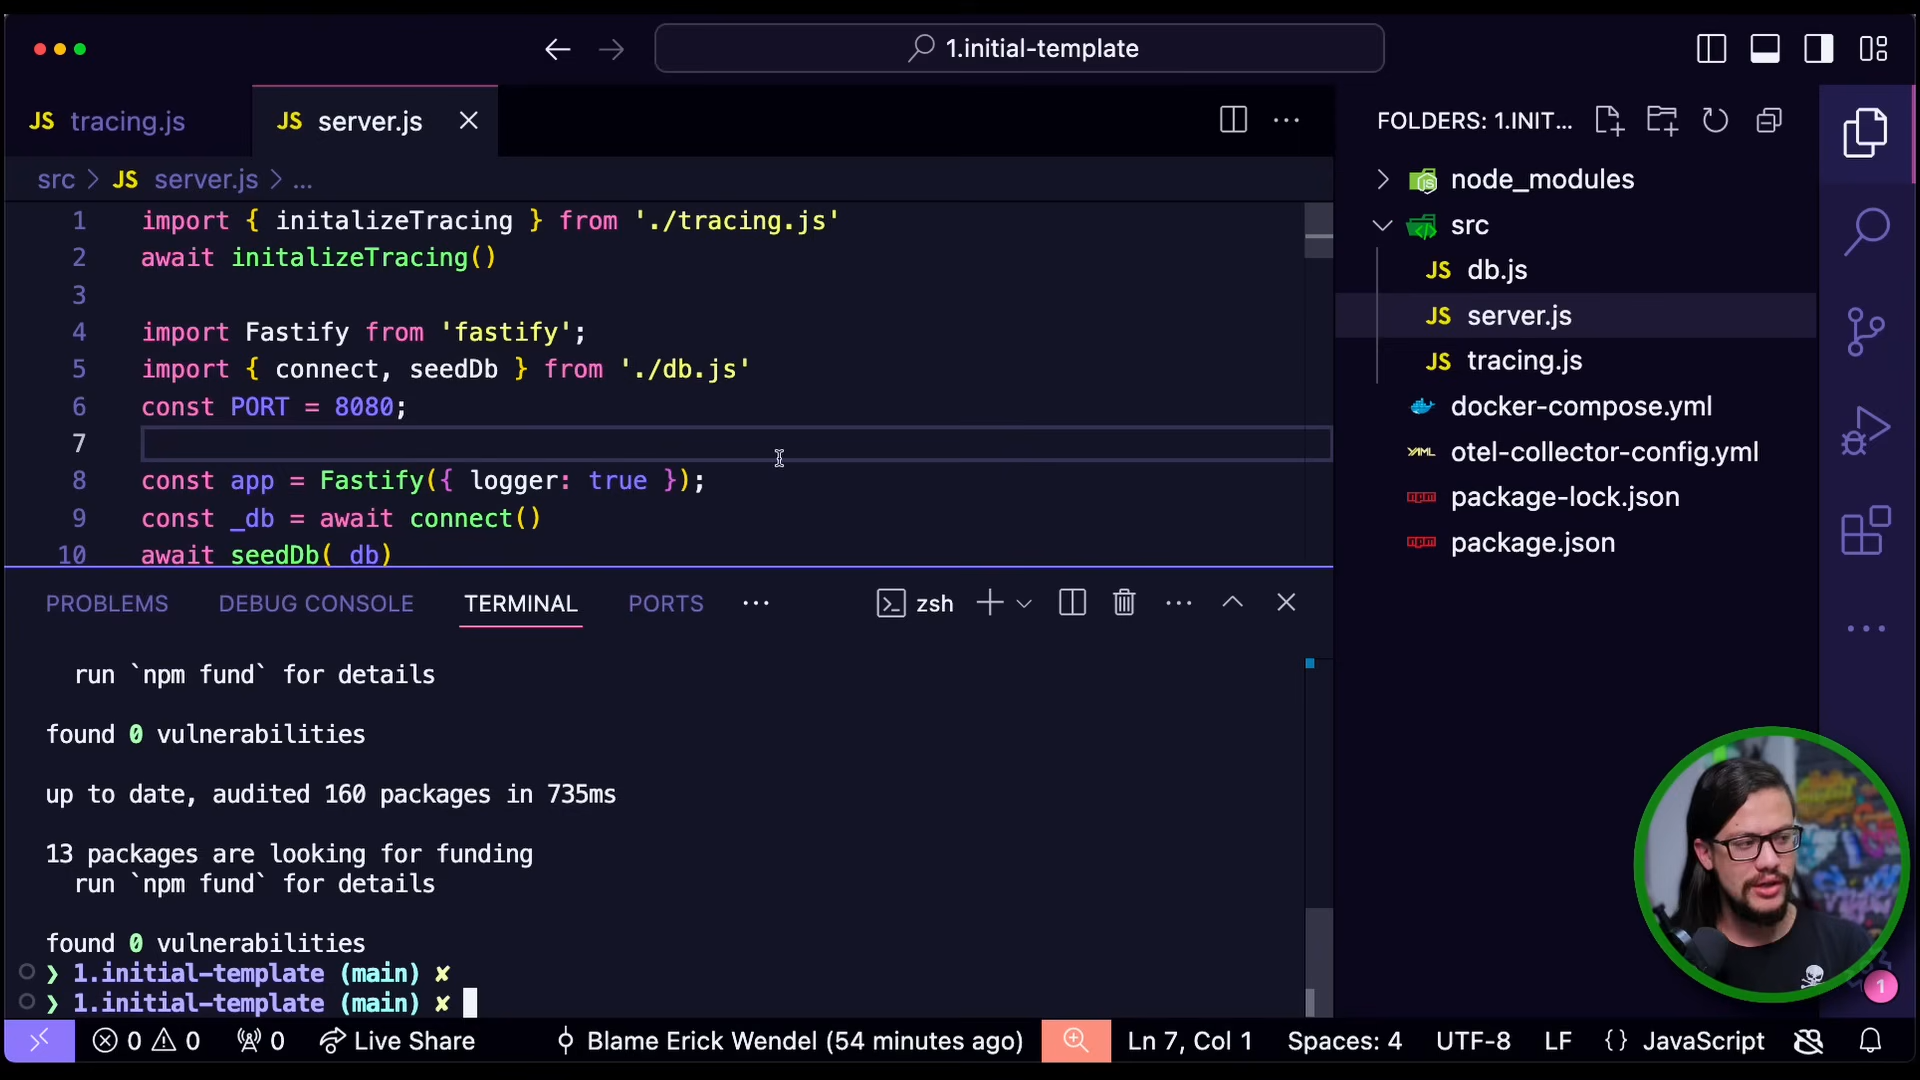 1.initial-template
JS tracing.js
JS server.js
src > JS server.js > ...
1 import { initalizeTracing } from './tracing.js'
2 await initalizeTracing()
3
4 import Fastify from 'fastify';
5 import { connect, seedDb } from './db.js'
6 const PORT = 8080;
7
8 const app = Fastify({ logger: true });
9 const _db = await connect()
10 await seedDb(_db)
PROBLEMS DEBUG CONSOLE TERMINAL PORTS ...
zsh
run `npm fund` for details
found 0 vulnerabilities
up to date, audited 160 packages in 735ms
13 packages are looking for funding
run `npm fund` for details
found 0 vulnerabilities
❯ 1.initial-template (main) ✘
❯ 1.initial-template (main) ✘
FOLDERS: 1.INIT...
node_modules
src
JS db.js
JS server.js
JS tracing.js
docker-compose.yml
YAML otel-collector-config.yml
npm package-lock.json
npm package.json
1
0 0 0 Live Share Blame Erick Wendel (54 minutes ago) Ln 7, Col 1 Spaces: 4 UTF-8 LF {} JavaScript